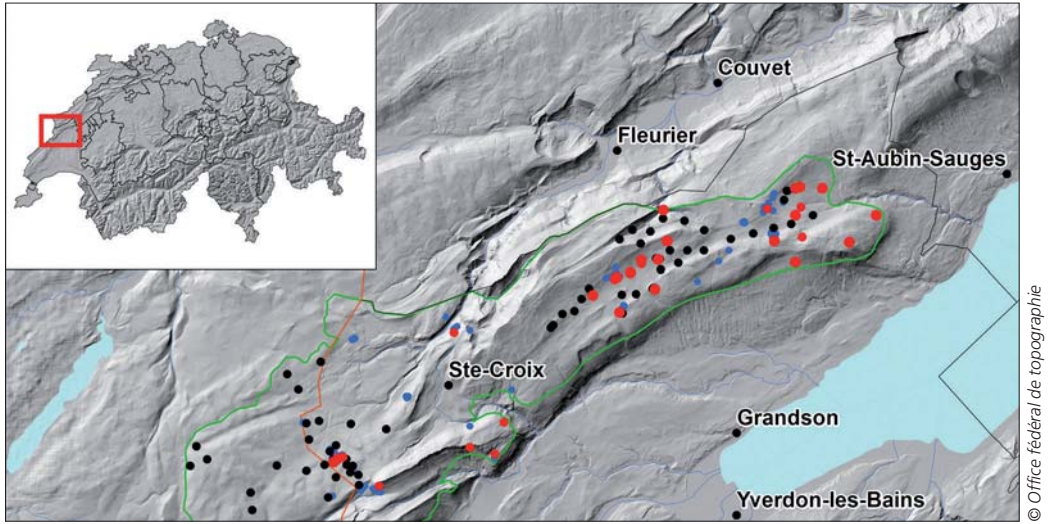 Couvet
Fleurier
St-Aubin-Sauges
Ste-Croix
Grandson
Yverdon-les-Bains
© Office fédéral de topographie